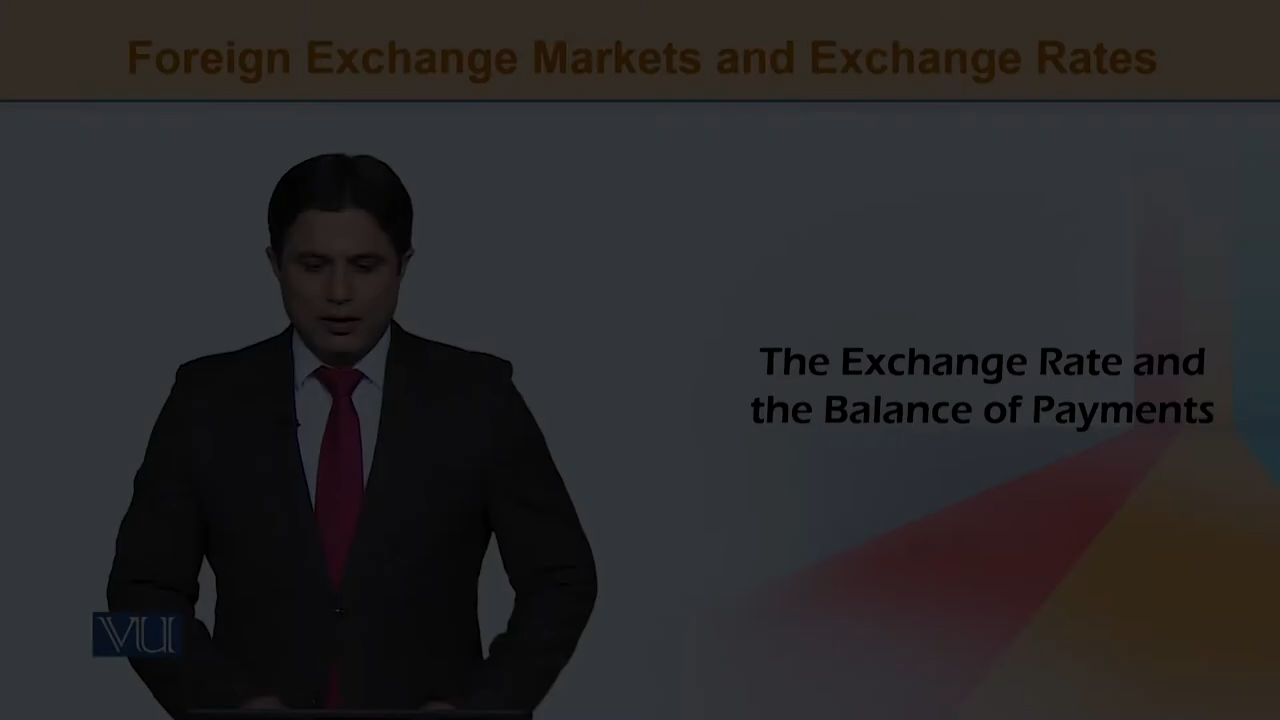 Foreign Exchange Markets and Exchange Rates
The Exchange Rate and
the Balance of Payments
VU